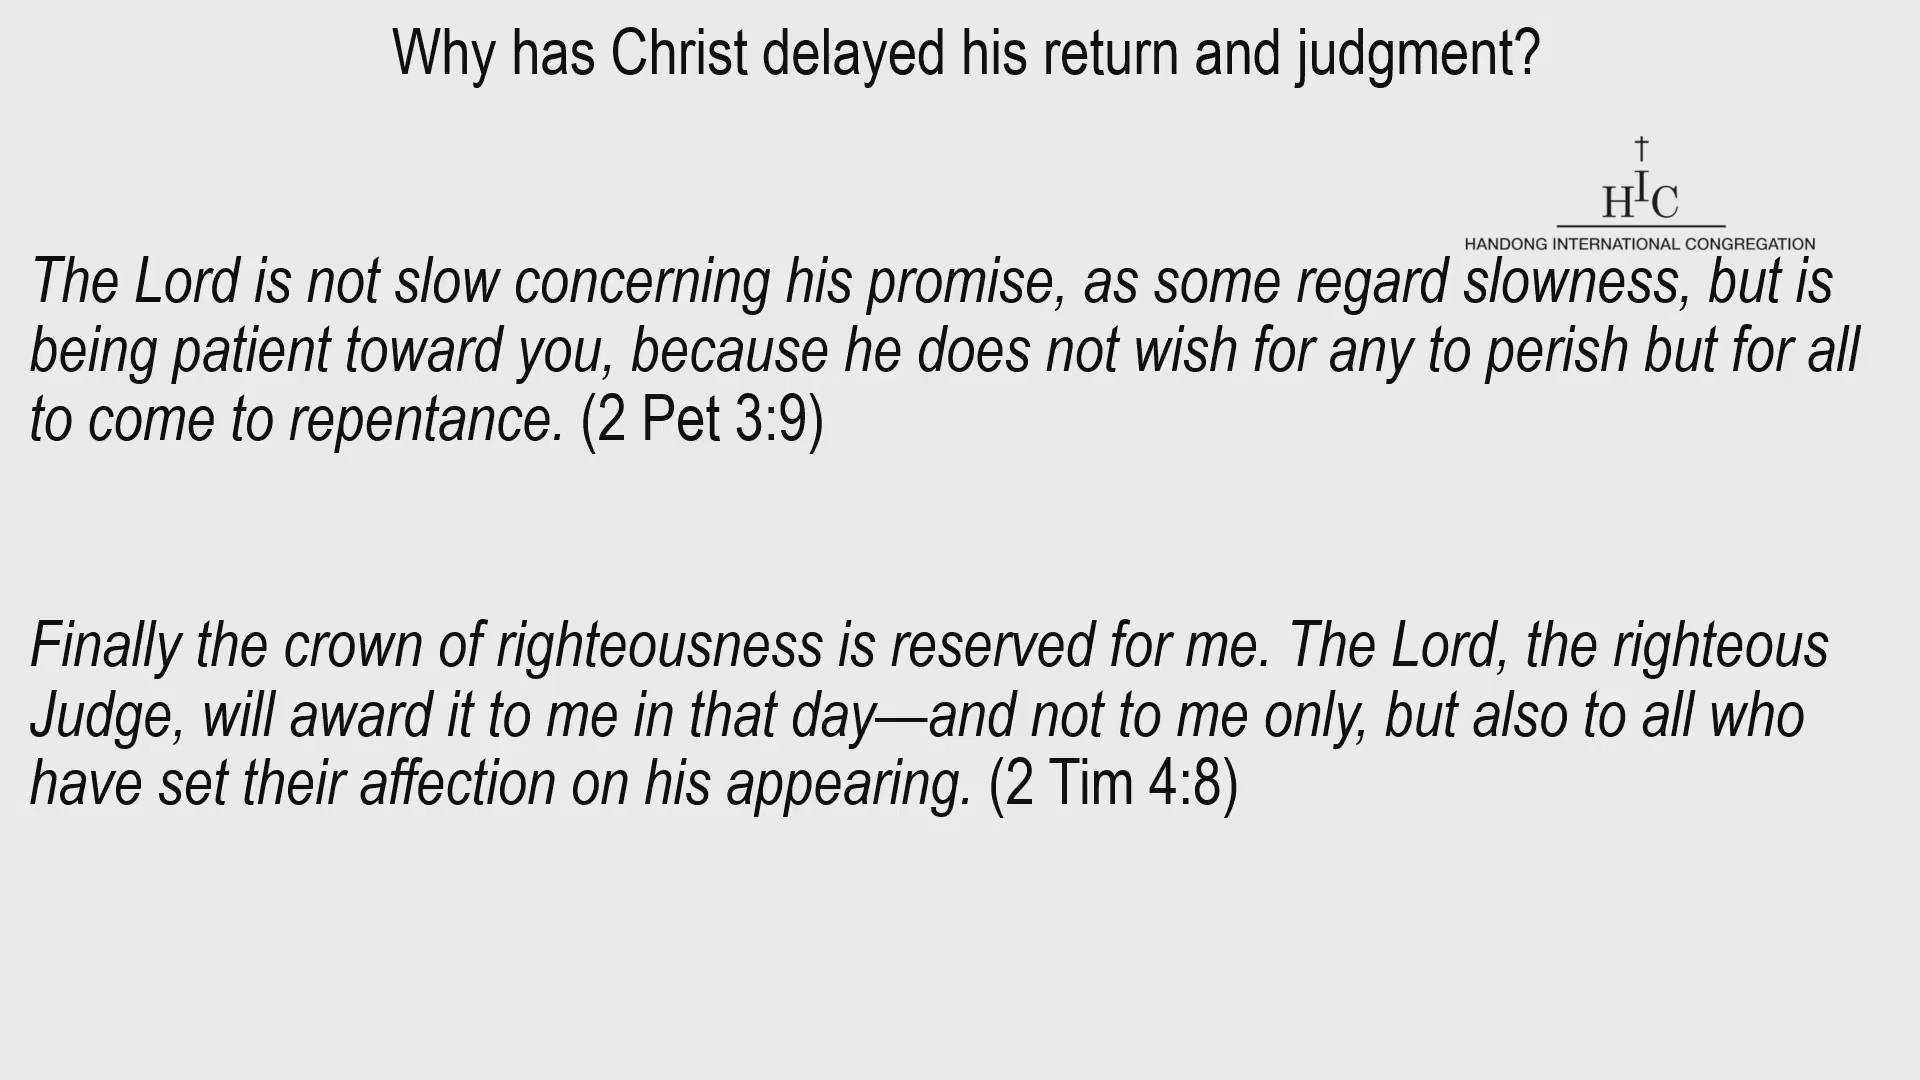 Why has Christ delayed his return and judgment?
†
HIC
HANDONG INTERNATIONAL CONGREGATION
The Lord is not slow concerning his promise, as some regard slowness, but is
being patient toward you, because he does not wish for any to perish but for all
to come to repentance. (2 Pet 3:9)
Finally the crown of righteousness is reserved for me. The Lord, the righteous
Judge, will award it to me in that day—and not to me only, but also to all who
have set their affection on his appearing. (2 Tim 4:8)